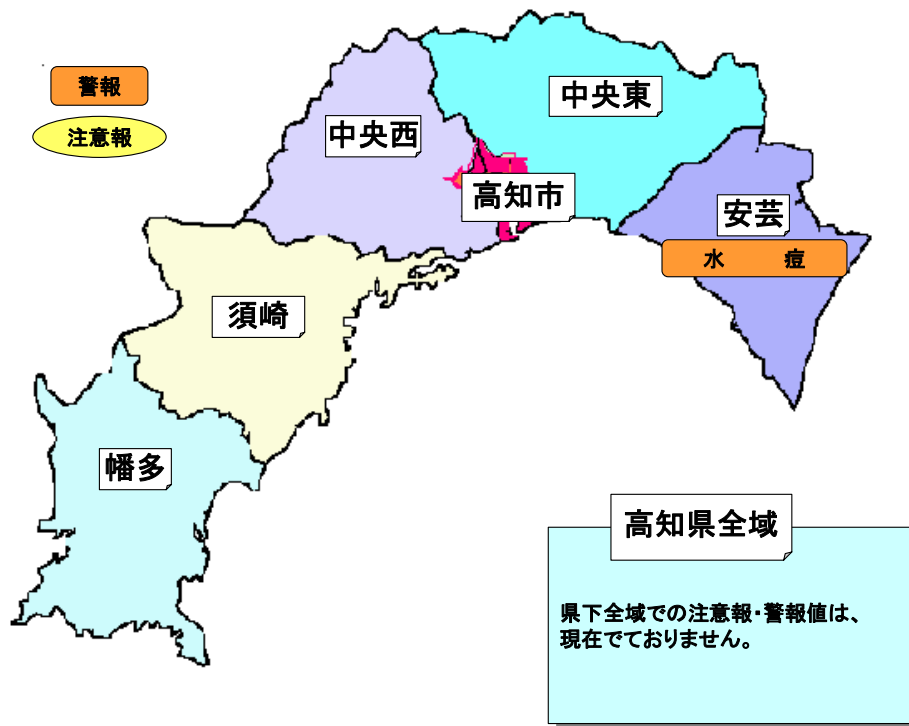 警報
注意報
中央東
中央西
高知市
安芸
水　　痘
須崎
幡多
高知県全域
県下全域での注意報・警報値は、
現在でておりません。